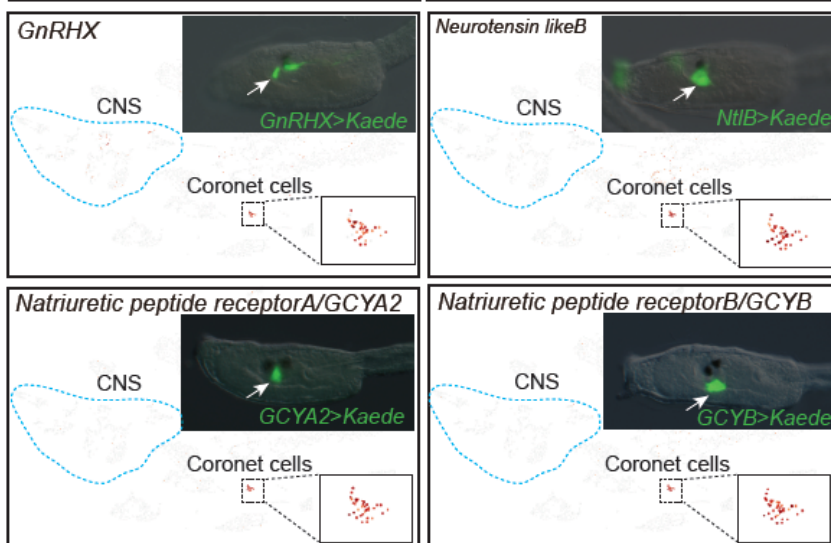 GnRHX
CNS
GnRHX>Kaede
Coronet cells
Neurotensin likeB
CNS
NtlB>Kaede
Coronet cells
Natriuretic peptide receptorA/GCYA2
CNS
GCYA2>Kaede
Coronet cells
Natriuretic peptide receptorB/GCYB
CNS
GCYB>Kaede
Coronet cells